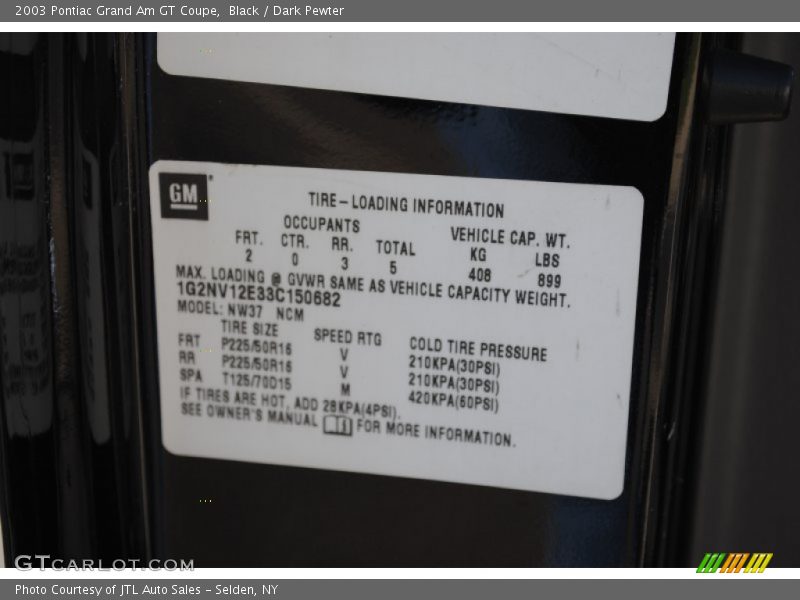 2003 Pontiac Grand Am GT Coupe, Black / Dark Pewter
GM
TIRE-LOADING INFORMATION
OCCUPANTS VEHICLE CAP. WT.
FRT. CTR. RR. TOTAL KG LBS
2 0 3 5 408 899
MAX. LOADING @ GVWR SAME AS VEHICLE CAPACITY WEIGHT.
1G2NV12E33C150682
MODEL: NW37 NCM
TIRE SIZE SPEED RTG COLD TIRE PRESSURE
FRT P225/50R16 V 210KPA(30PSI)
RR P225/50R16 V 210KPA(30PSI)
SPA T125/70D15 M 420KPA(60PSI)
IF TIRES ARE HOT, ADD 28KPA(4PSI).
SEE OWNER'S MANUAL FOR MORE INFORMATION.
GTCARLOT.COM
Photo Courtesy of JTL Auto Sales - Selden, NY